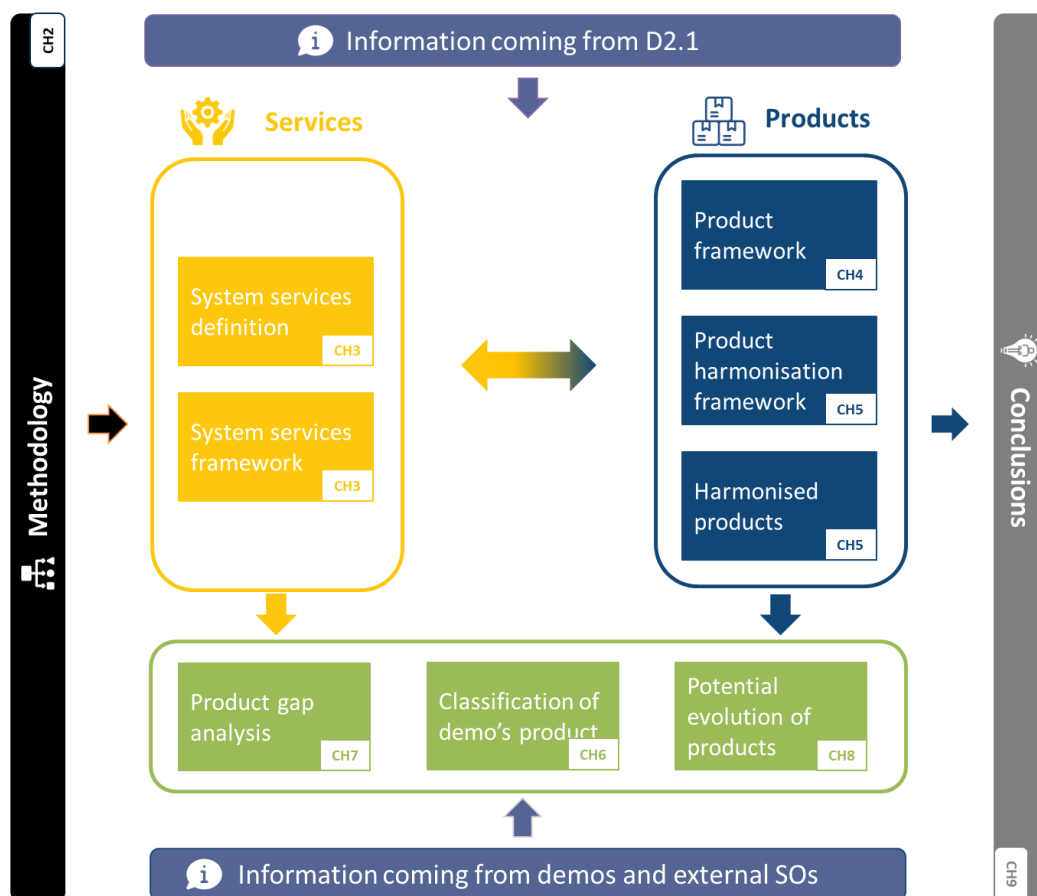 CH2
Methodology
Information coming from D2.1
Services
System services
definition
CH3
System services
framework
CH3
Products
Product
framework
CH4
Product
harmonisation
framework
CH5
Harmonised
products
CH5
Product gap
analysis
CH7
Classification of
demo's product
CH6
Potential
evolution of
products
CH8
Information coming from demos and external SOs
Conclusions
CH9